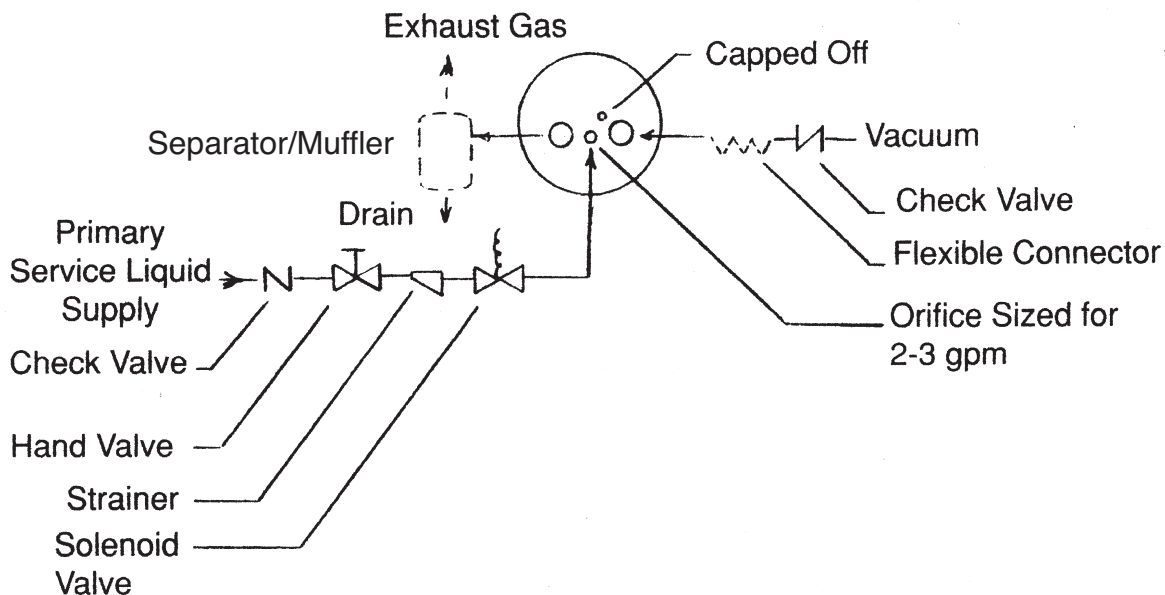 Exhaust Gas
Capped Off
Separator/Muffler
Vacuum
Drain
Check Valve
Primary
Service Liquid
Supply
Flexible Connector
Orifice Sized for
2-3 gpm
Check Valve
Hand Valve
Strainer
Solenoid
Valve